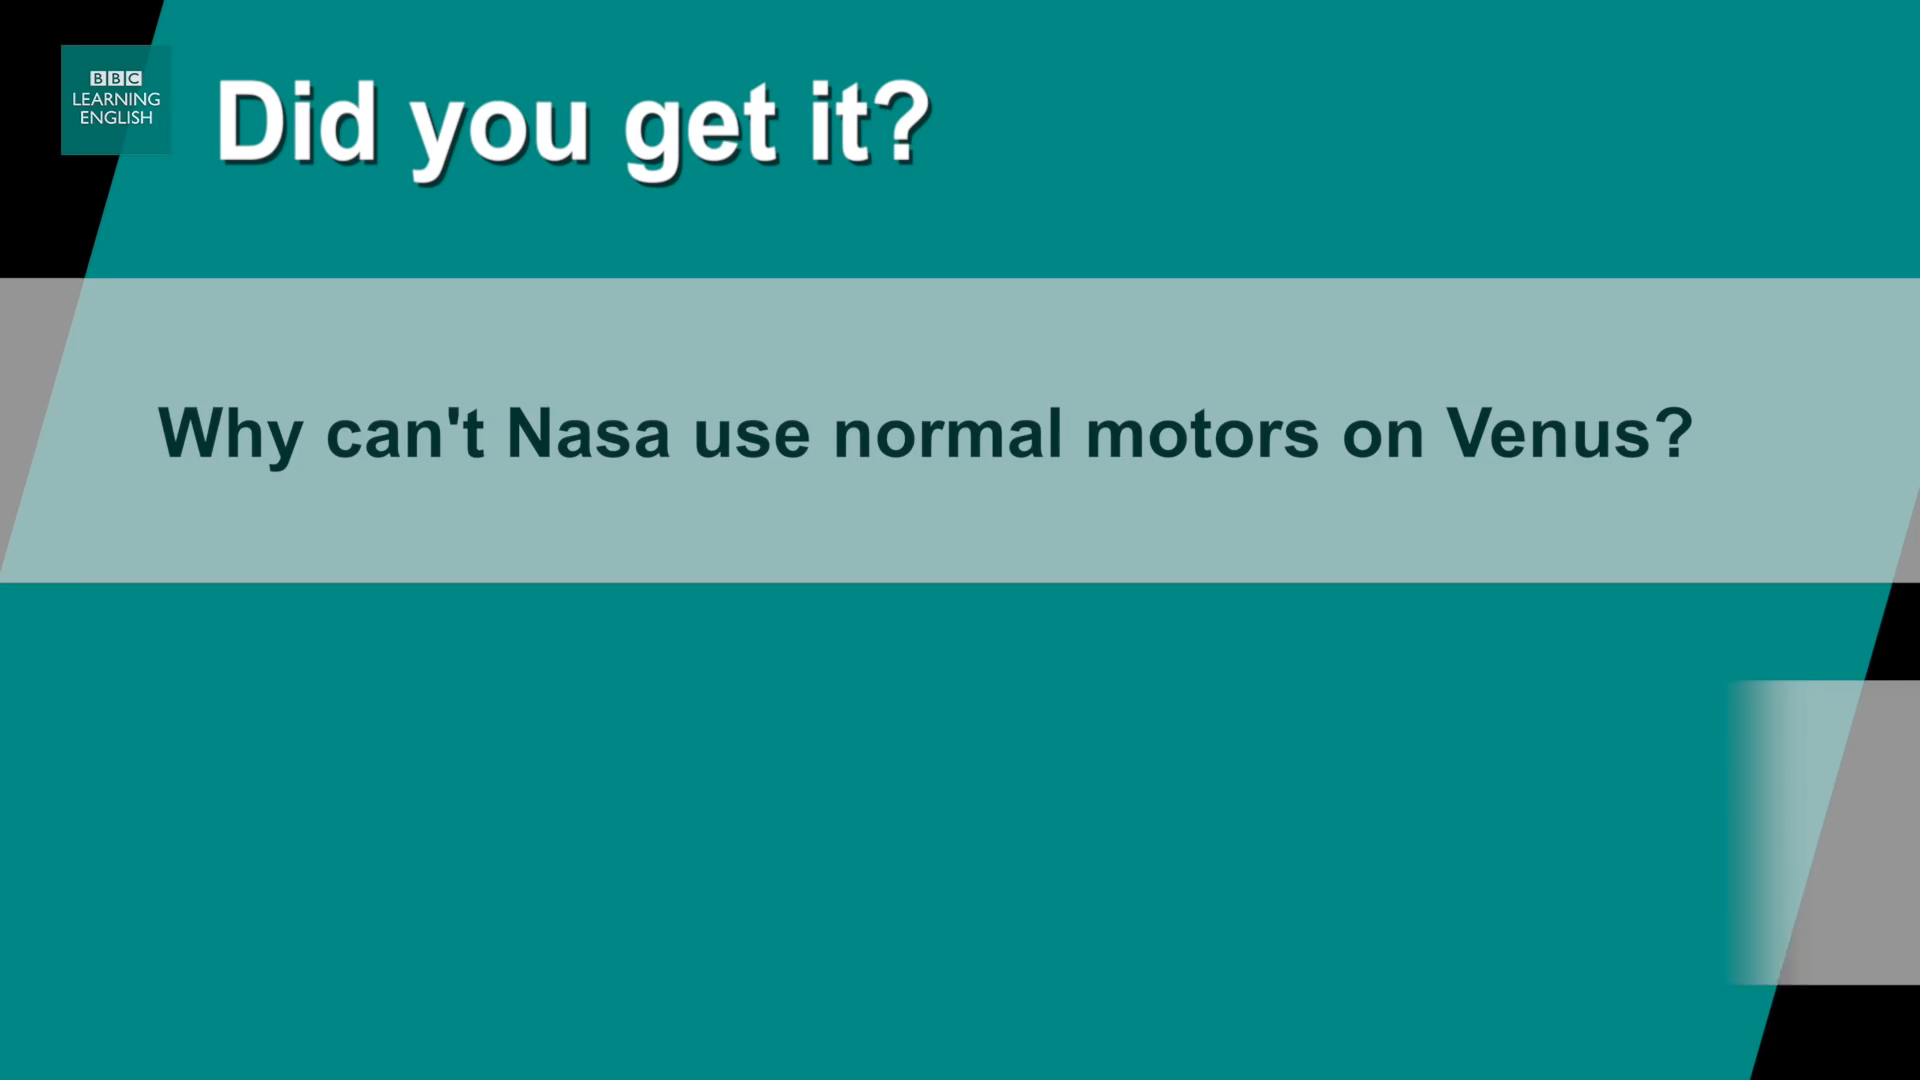 BBC
LEARNING
ENGLISH
Did you get it?
Why can't Nasa use normal motors on Venus?